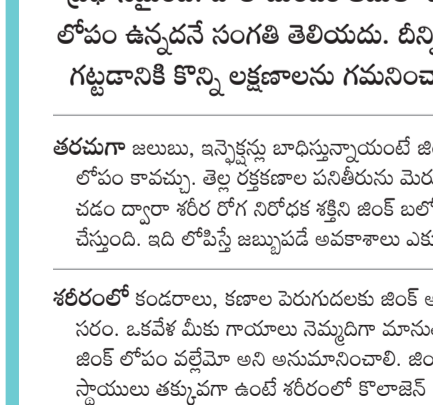 లోపం ఉన్నదనే సంగతి తెలియదు. దీన్ని
గట్టడానికి కొన్ని లక్షణాలను గమనించా
తరచుగా జలుబు, ఇన్ఫెక్షన్లు బాధిస్తున్నాయంటే జిం
లోపం కావచ్చు. తెల్ల రక్తకణాల పనితీరును మెరు
చడం ద్వారా శరీర రోగ నిరోధక శక్తిని జింక్ బలో
చేస్తుంది. ఇది లోపిస్తే జబ్బుపడే అవకాశాలు ఎకు
శరీరంలో కండరాలు, కణాల పెరుగుదలకు జింక్ అ
సరం. ఒకవేళ మీకు గాయాలు నెమ్మదిగా మాను
జింక్ లోపం వల్లేమో అని అనుమానించాలి. జిం
స్థాయులు తక్కువగా ఉంటే శరీరంలో కొలాజెన్